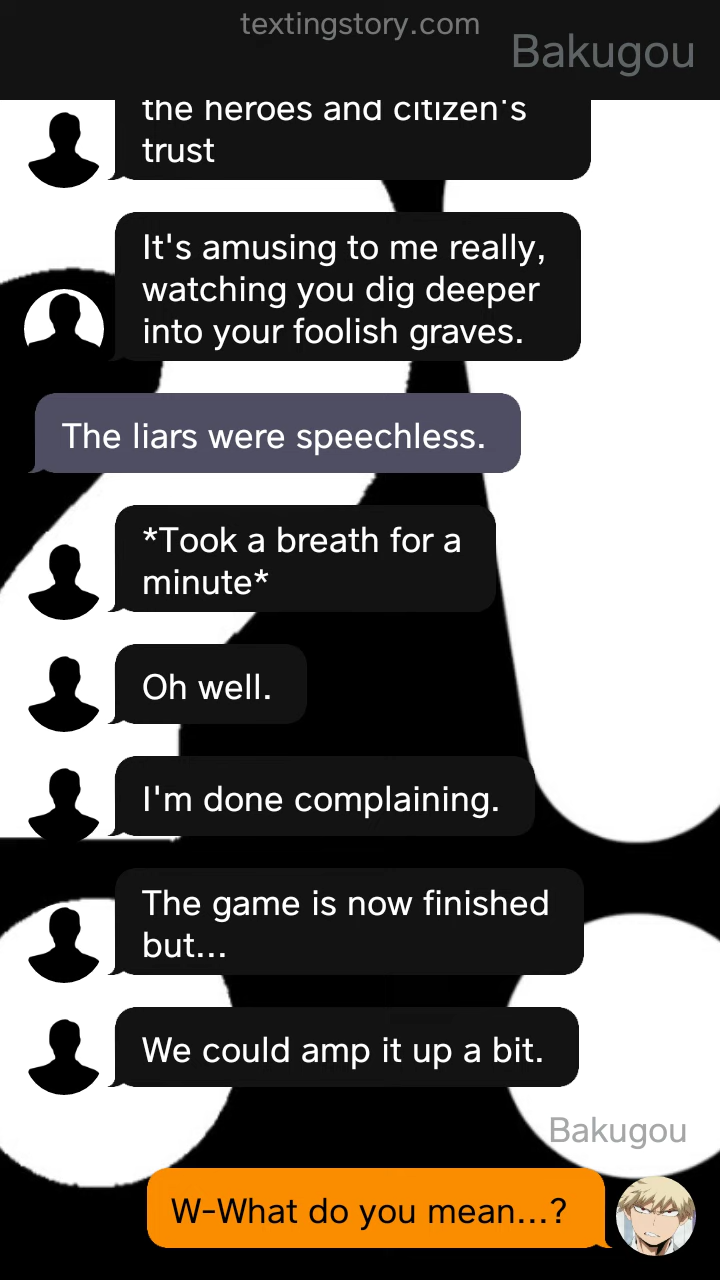 textingstory.com
Bakugou
the heroes and citizen's
trust
It's amusing to me really,
watching you dig deeper
into your foolish graves.
The liars were speechless.
*Took a breath for a
minute*
Oh well.
I'm done complaining.
The game is now finished
but...
We could amp it up a bit.
Bakugou
W-What do you mean...?